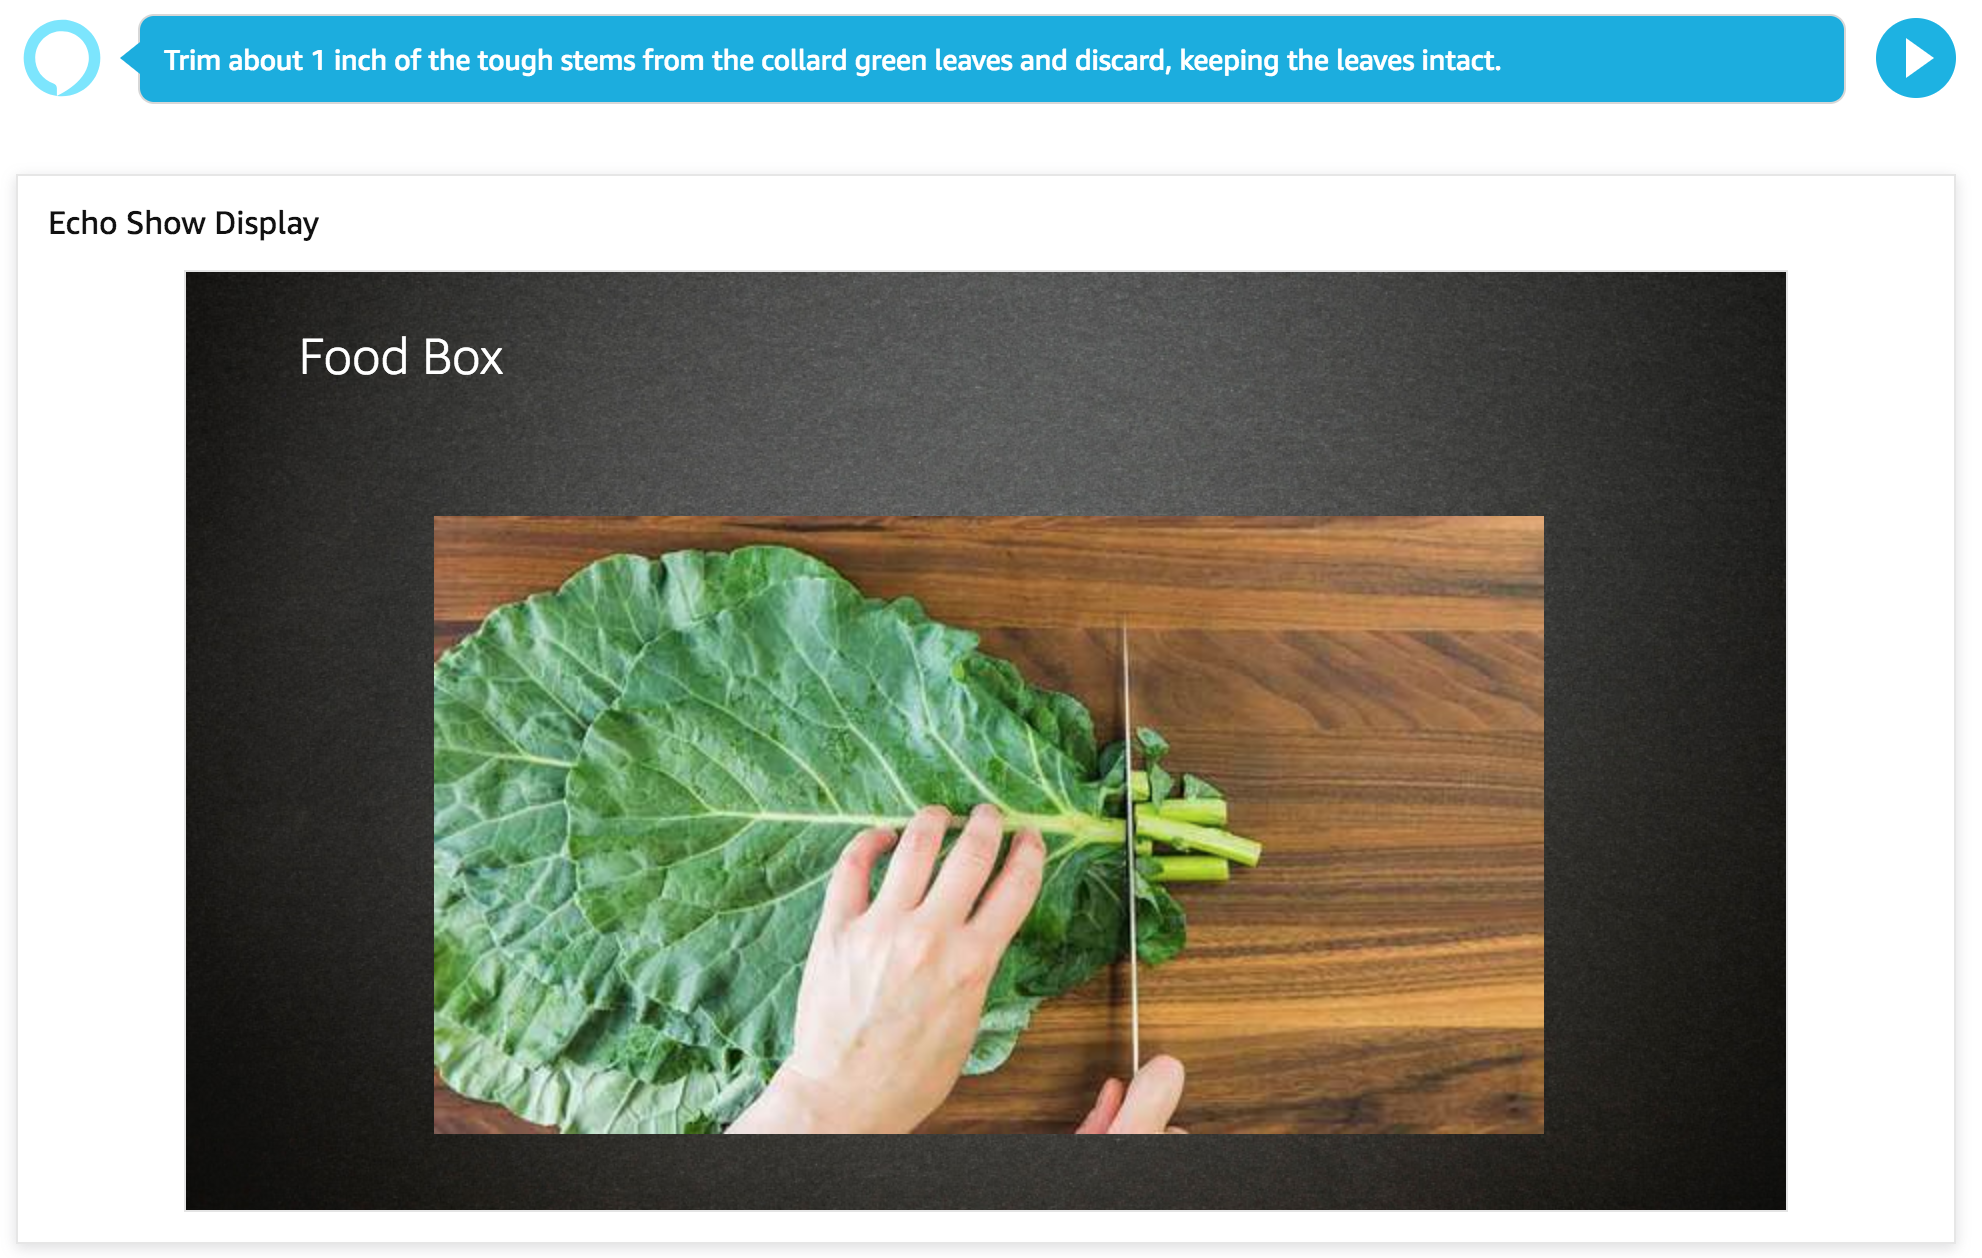 Trim about 1 inch of the tough stems from the collard green leaves and discard, keeping the leaves intact.
Echo Show Display
Food Box